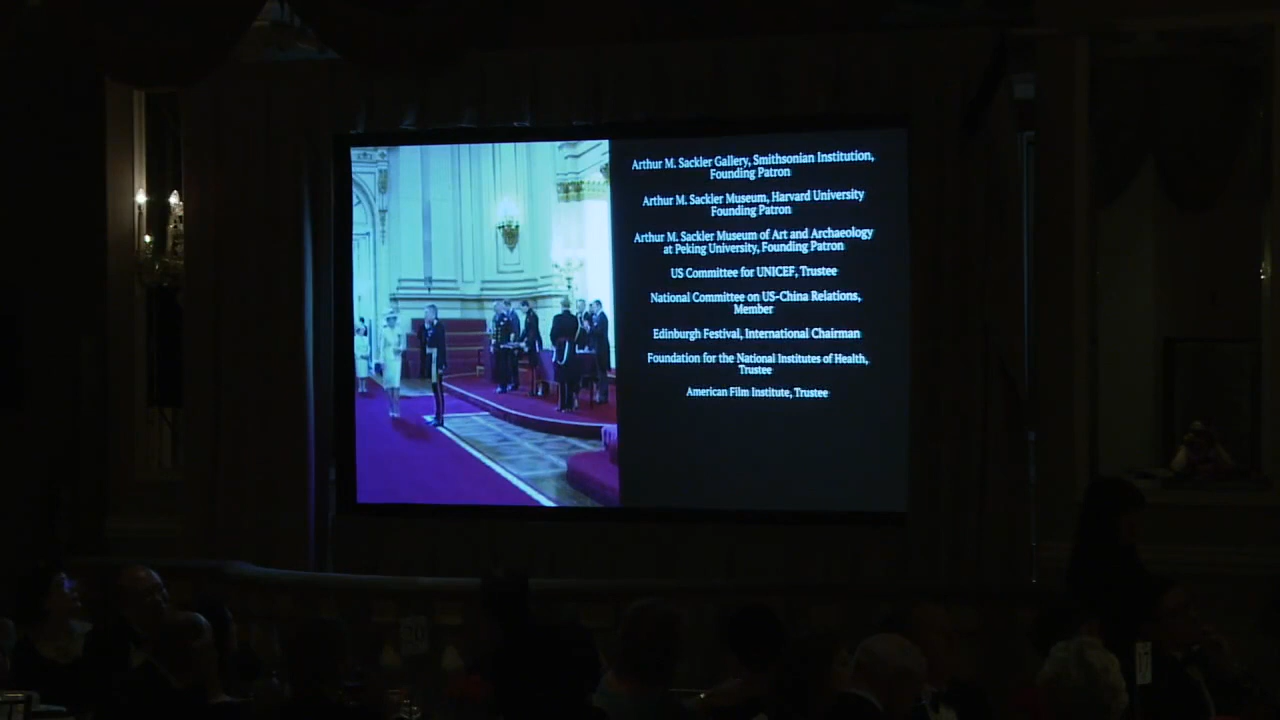 Arthur M. Sackler Gallery, Smithsonian Institution,
Founding Patron
Arthur M. Sackler Museum, Harvard University
Founding Patron
Arthur M. Sackler Museum of Art and Archaeology
at Peking University, Founding Patron
US Committee for UNICEF, Trustee
National Committee on US-China Relations,
Member
Edinburgh Festival, International Chairman
Foundation for the National Institutes of Health,
Trustee
American Film Institute, Trustee
17